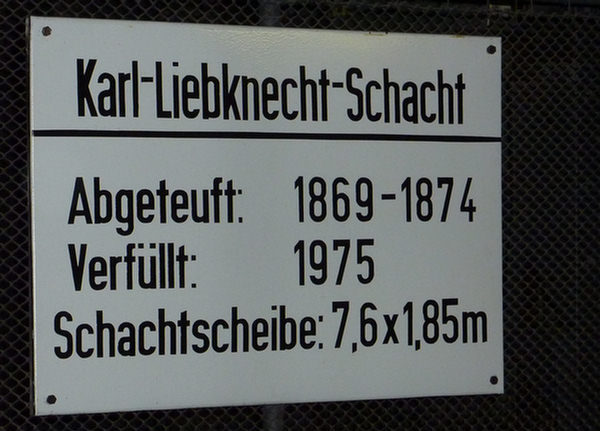 Karl-Liebknecht-Schacht
Abgeteuft: 1869-1874
Verfüllt: 1975
Schachtscheibe: 7,6x1,85m